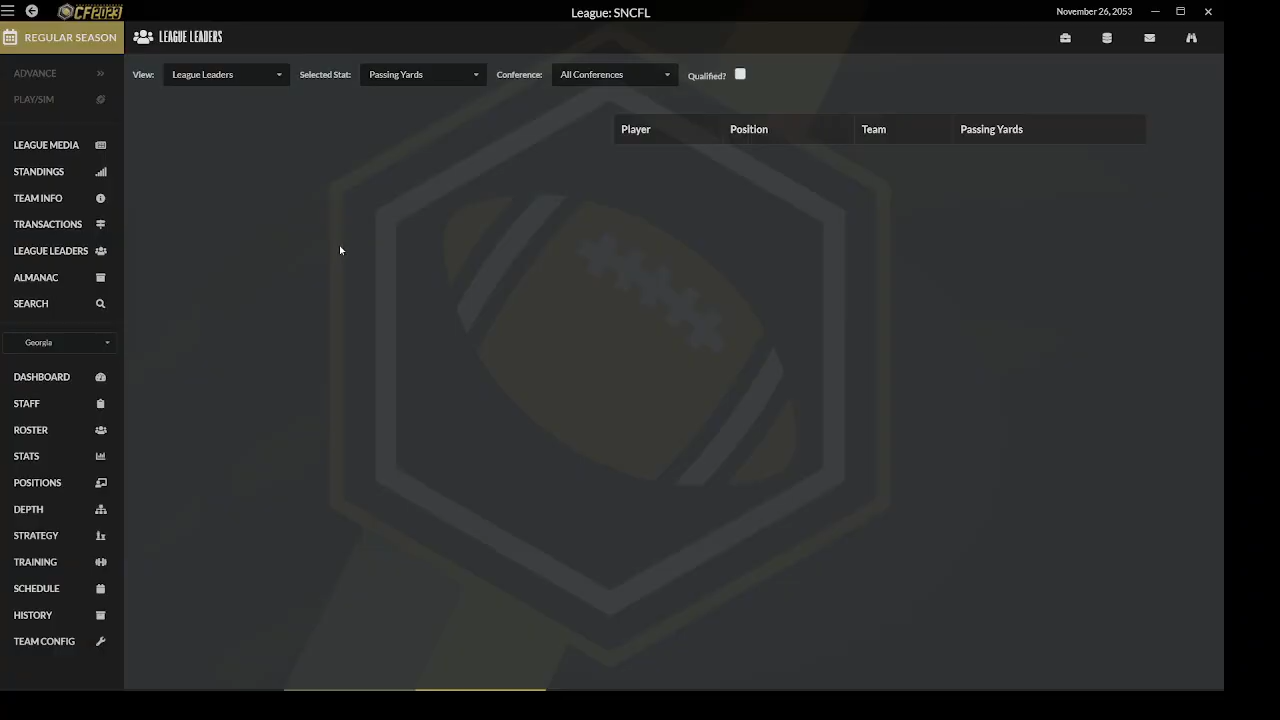 CF2023
League: SNCFL
November 26, 2053
REGULAR SEASON
LEAGUE LEADERS
ADVANCE
PLAY/SIM
View:
League Leaders
Selected Stat:
Passing Yards
Conference:
All Conferences
Qualified?
Player
Position
Team
Passing Yards
LEAGUE MEDIA
STANDINGS
TEAM INFO
TRANSACTIONS
LEAGUE LEADERS
ALMANAC
SEARCH
Georgia
DASHBOARD
STAFF
ROSTER
STATS
POSITIONS
DEPTH
STRATEGY
TRAINING
SCHEDULE
HISTORY
TEAM CONFIG